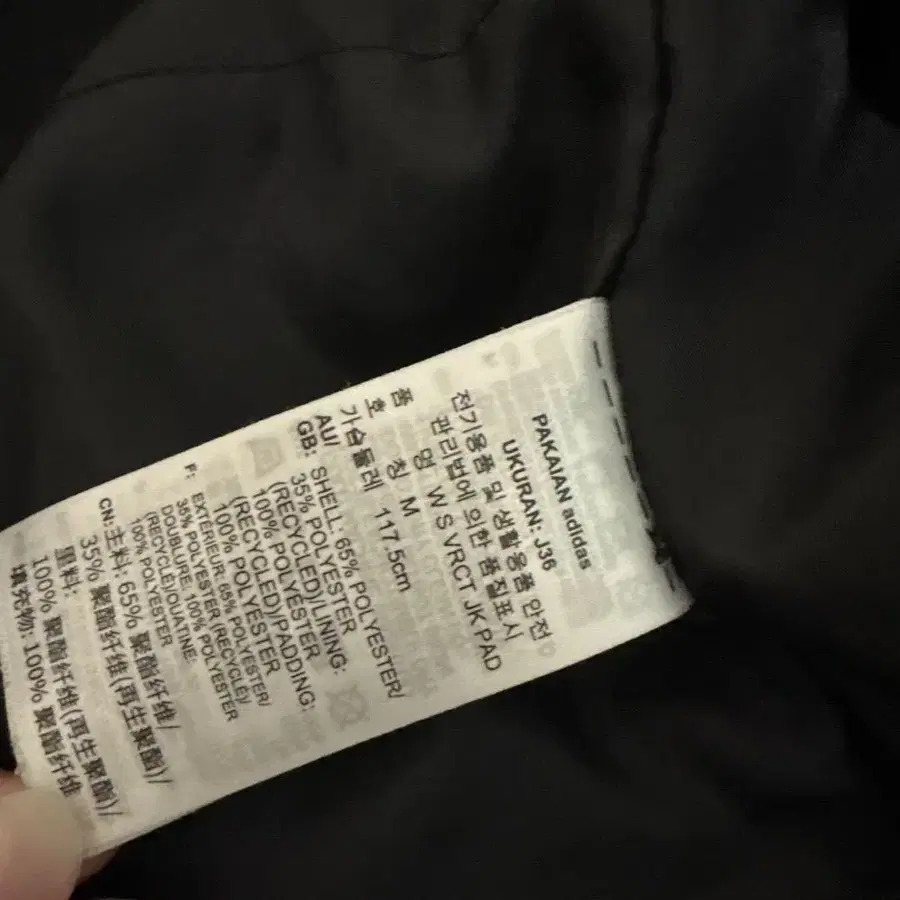 PAKAIAN adidas
UKURAN: J36
전기용품 및 생활용품 안전
관리법에 의한 품질표시
품 명 W S VRCT JK PAD
호 칭 M
가슴둘레 117.5cm
AU/
GB: SHELL: 65% POLYESTER/
35% POLYESTER
(RECYCLED)/LINING:
100% POLYESTER
(RECYCLED)/PADDING:
100% POLYESTER
F: EXTÉRIEUR: 65% POLYESTER/
35% POLYESTER (RECYCLÉ)/
DOUBLURE: 100% POLYESTER
(RECYCLÉ)/OUATINE:
100% POLYESTER
CN: 主料: 65% 聚酯纤维/
35% 聚酯纤维(再生聚酯)/
里料:
100% 聚酯纤维(再生聚酯)/
填充物: 100% 聚酯纤维